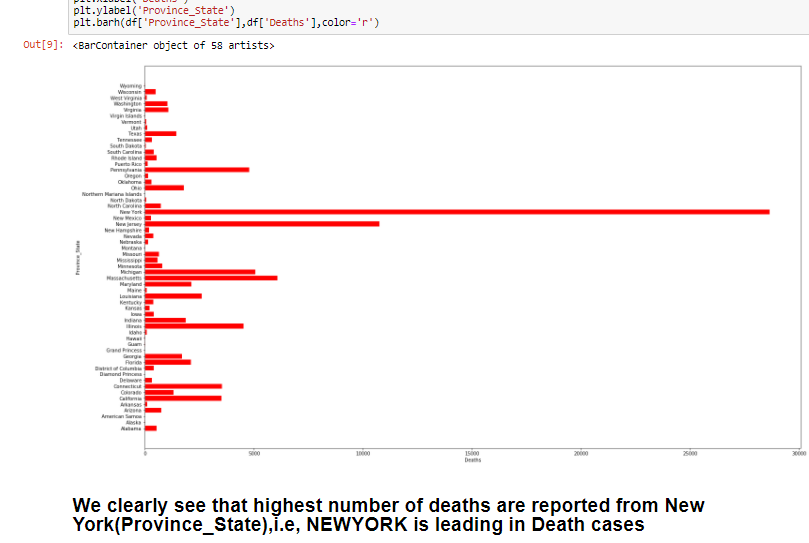 plt.xlabel('Deaths')
plt.ylabel('Province_State')
plt.barh(df['Province_State'],df['Deaths'],color='r')
Out[9]: <BarContainer object of 58 artists>
Wyoming
Wisconsin
West Virginia
Washington
Virginia
Virgin Islands
Vermont
Utah
Texas
Tennessee
South Dakota
South Carolina
Rhode Island
Puerto Rico
Pennsylvania
Oregon
Oklahoma
Ohio
Northern Mariana Islands
North Dakota
North Carolina
New York
New Mexico
New Jersey
New Hampshire
Nevada
Nebraska
Montana
Missouri
Mississippi
Minnesota
Michigan
Massachusetts
Maryland
Maine
Louisiana
Kentucky
Kansas
Iowa
Indiana
Illinois
Idaho
Hawaii
Guam
Grand Princess
Georgia
Florida
District of Columbia
Diamond Princess
Delaware
Connecticut
Colorado
California
Arkansas
Arizona
American Samoa
Alaska
Alabama
Province_State
0 5000 10000 15000 20000 25000 30000
Deaths
We clearly see that highest number of deaths are reported from New
York(Province_State),i.e, NEWYORK is leading in Death cases